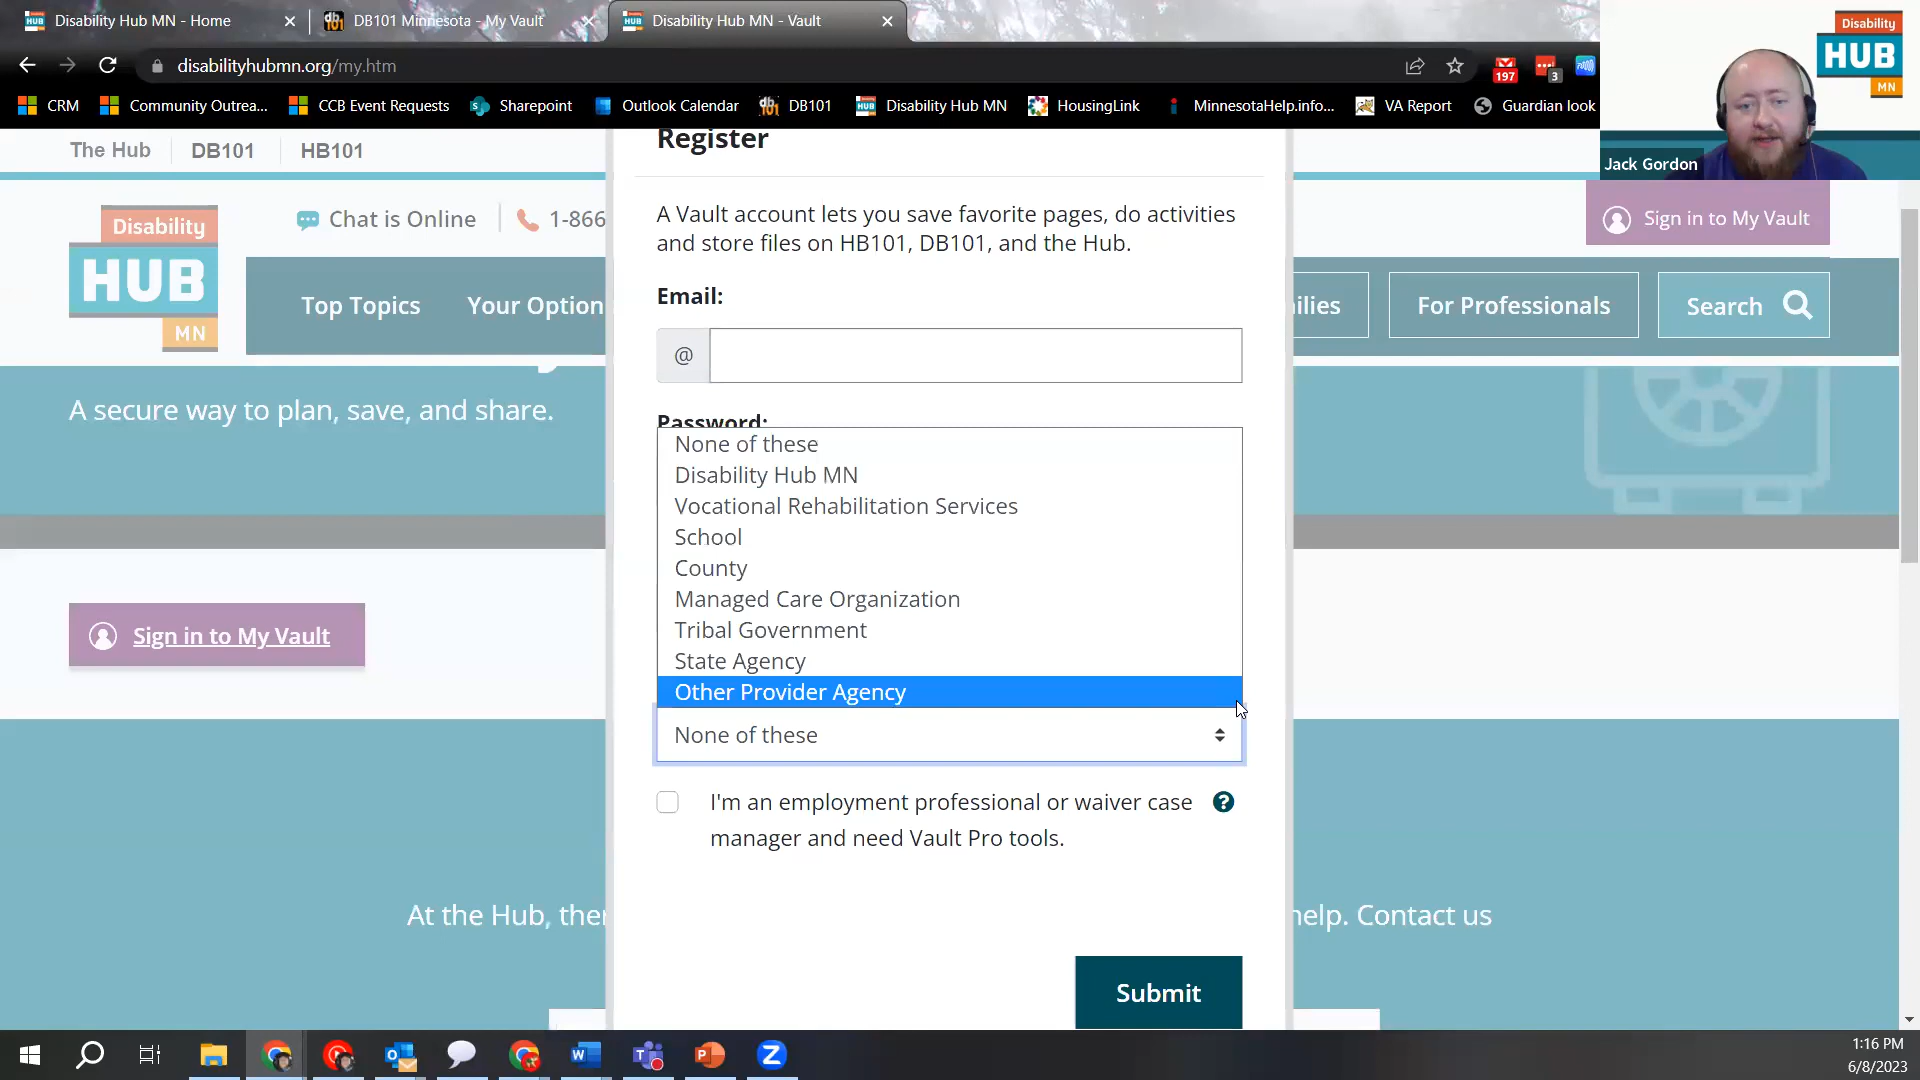 Disability Hub MN - Home
DB101 Minnesota - My Vault
Disability Hub MN - Vault
disabilityhubmn.org/my.htm
197
3
CRM
Community Outrea...
CCB Event Requests
Sharepoint
Outlook Calendar
DB101
Disability Hub MN
HousingLink
MinnesotaHelp.info...
VA Report
Guardian look
Disability
HUB
MN
Jack Gordon
The Hub
DB101
HB101
Register
Disability
HUB
MN
Chat is Online
1-866
Sign in to My Vault
Top Topics
Your Option
ilies
For Professionals
Search
A Vault account lets you save favorite pages, do activities
and store files on HB101, DB101, and the Hub.
Email:
@
A secure way to plan, save, and share.
Password:
None of these
Disability Hub MN
Vocational Rehabilitation Services
School
County
Managed Care Organization
Tribal Government
State Agency
Other Provider Agency
None of these
Sign in to My Vault
I'm an employment professional or waiver case
manager and need Vault Pro tools.
?
At the Hub, ther
help. Contact us
Submit
1:16 PM
6/8/2023